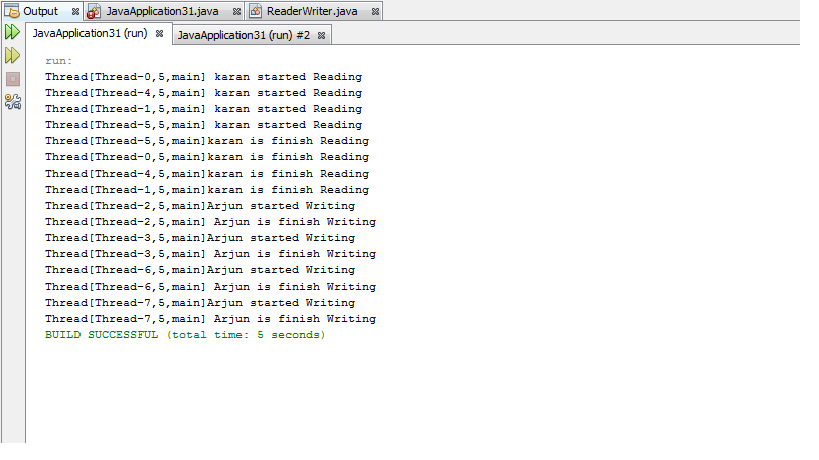 Output JavaApplication31.java ReaderWriter.java
JavaApplication31 (run) JavaApplication31 (run) #2
run:
Thread[Thread-0,5,main] karan started Reading
Thread[Thread-4,5,main] karan started Reading
Thread[Thread-1,5,main] karan started Reading
Thread[Thread-5,5,main] karan started Reading
Thread[Thread-5,5,main]karan is finish Reading
Thread[Thread-0,5,main]karan is finish Reading
Thread[Thread-4,5,main]karan is finish Reading
Thread[Thread-1,5,main]karan is finish Reading
Thread[Thread-2,5,main]Arjun started Writing
Thread[Thread-2,5,main] Arjun is finish Writing
Thread[Thread-3,5,main]Arjun started Writing
Thread[Thread-3,5,main] Arjun is finish Writing
Thread[Thread-6,5,main]Arjun started Writing
Thread[Thread-6,5,main] Arjun is finish Writing
Thread[Thread-7,5,main]Arjun started Writing
Thread[Thread-7,5,main] Arjun is finish Writing
BUILD SUCCESSFUL (total time: 5 seconds)